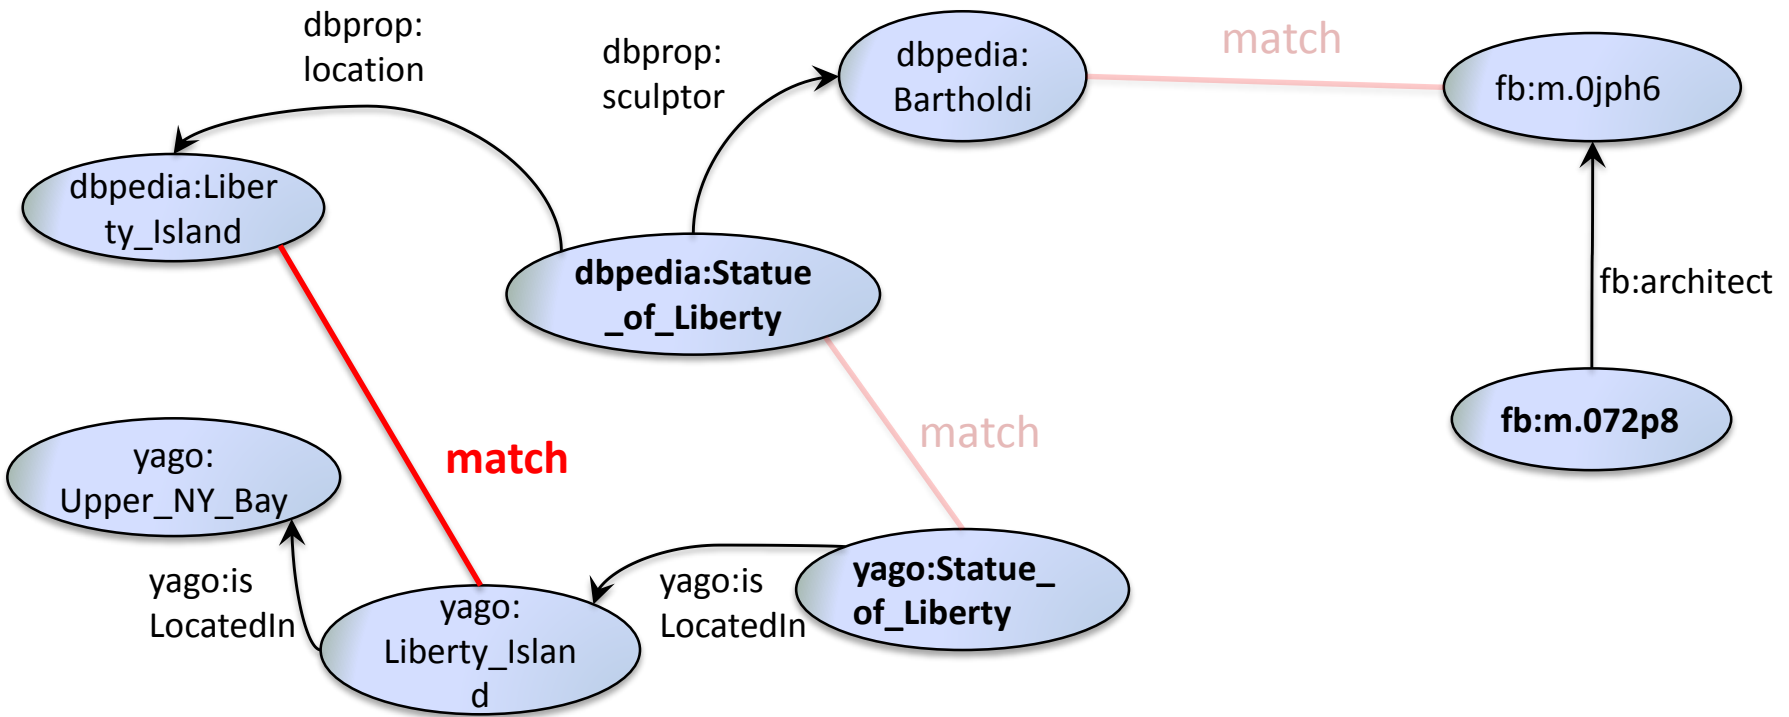 dbprop:
location
dbprop:
sculptor
dbpedia:
Bartholdi
match
fb:m.0jph6
dbpedia:Liber
ty_Island
dbpedia:Statue
_of_Liberty
fb:architect
match
match
fb:m.072p8
yago:
Upper_NY_Bay
yago:is
LocatedIn
yago:
Liberty_Islan
d
yago:is
LocatedIn
yago:Statue_
of_Liberty